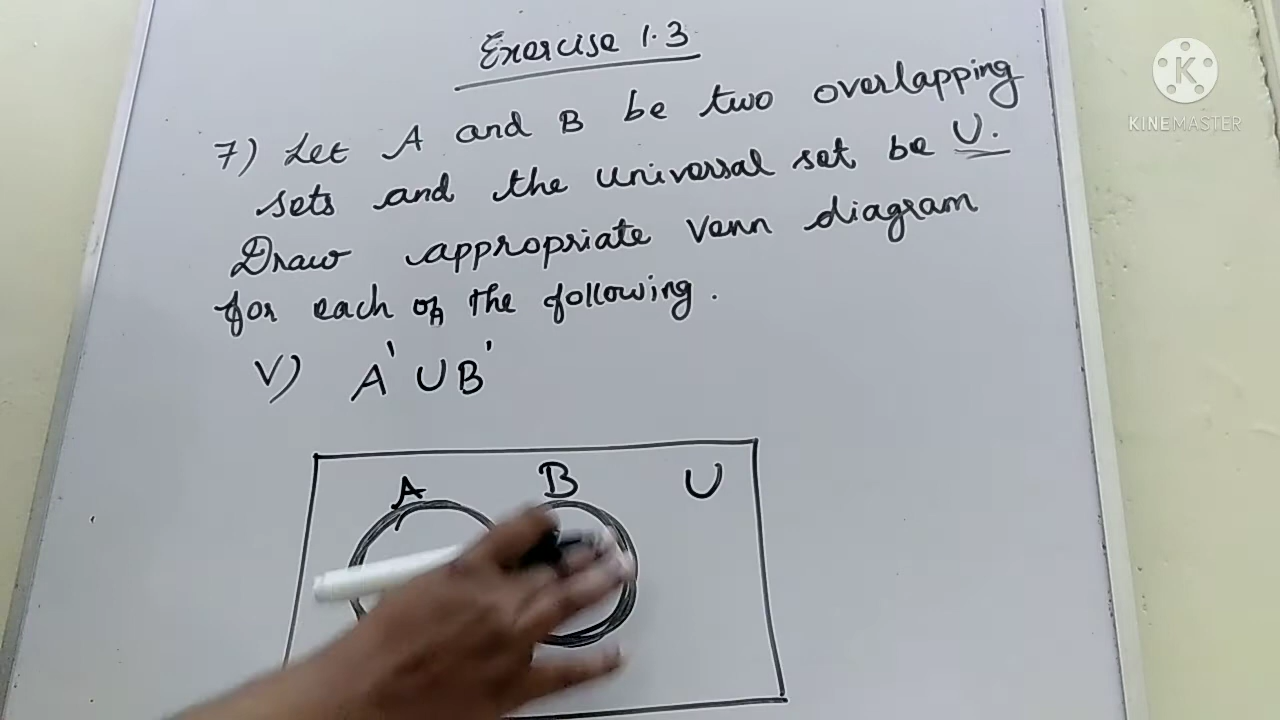 Exercise 1.3
7) Let A and B be two overlapping
sets and the universal set be U.
Draw appropriate Venn diagram
for each of the following.
V) A' ∪ B'
A B U
K
KINEMASTER